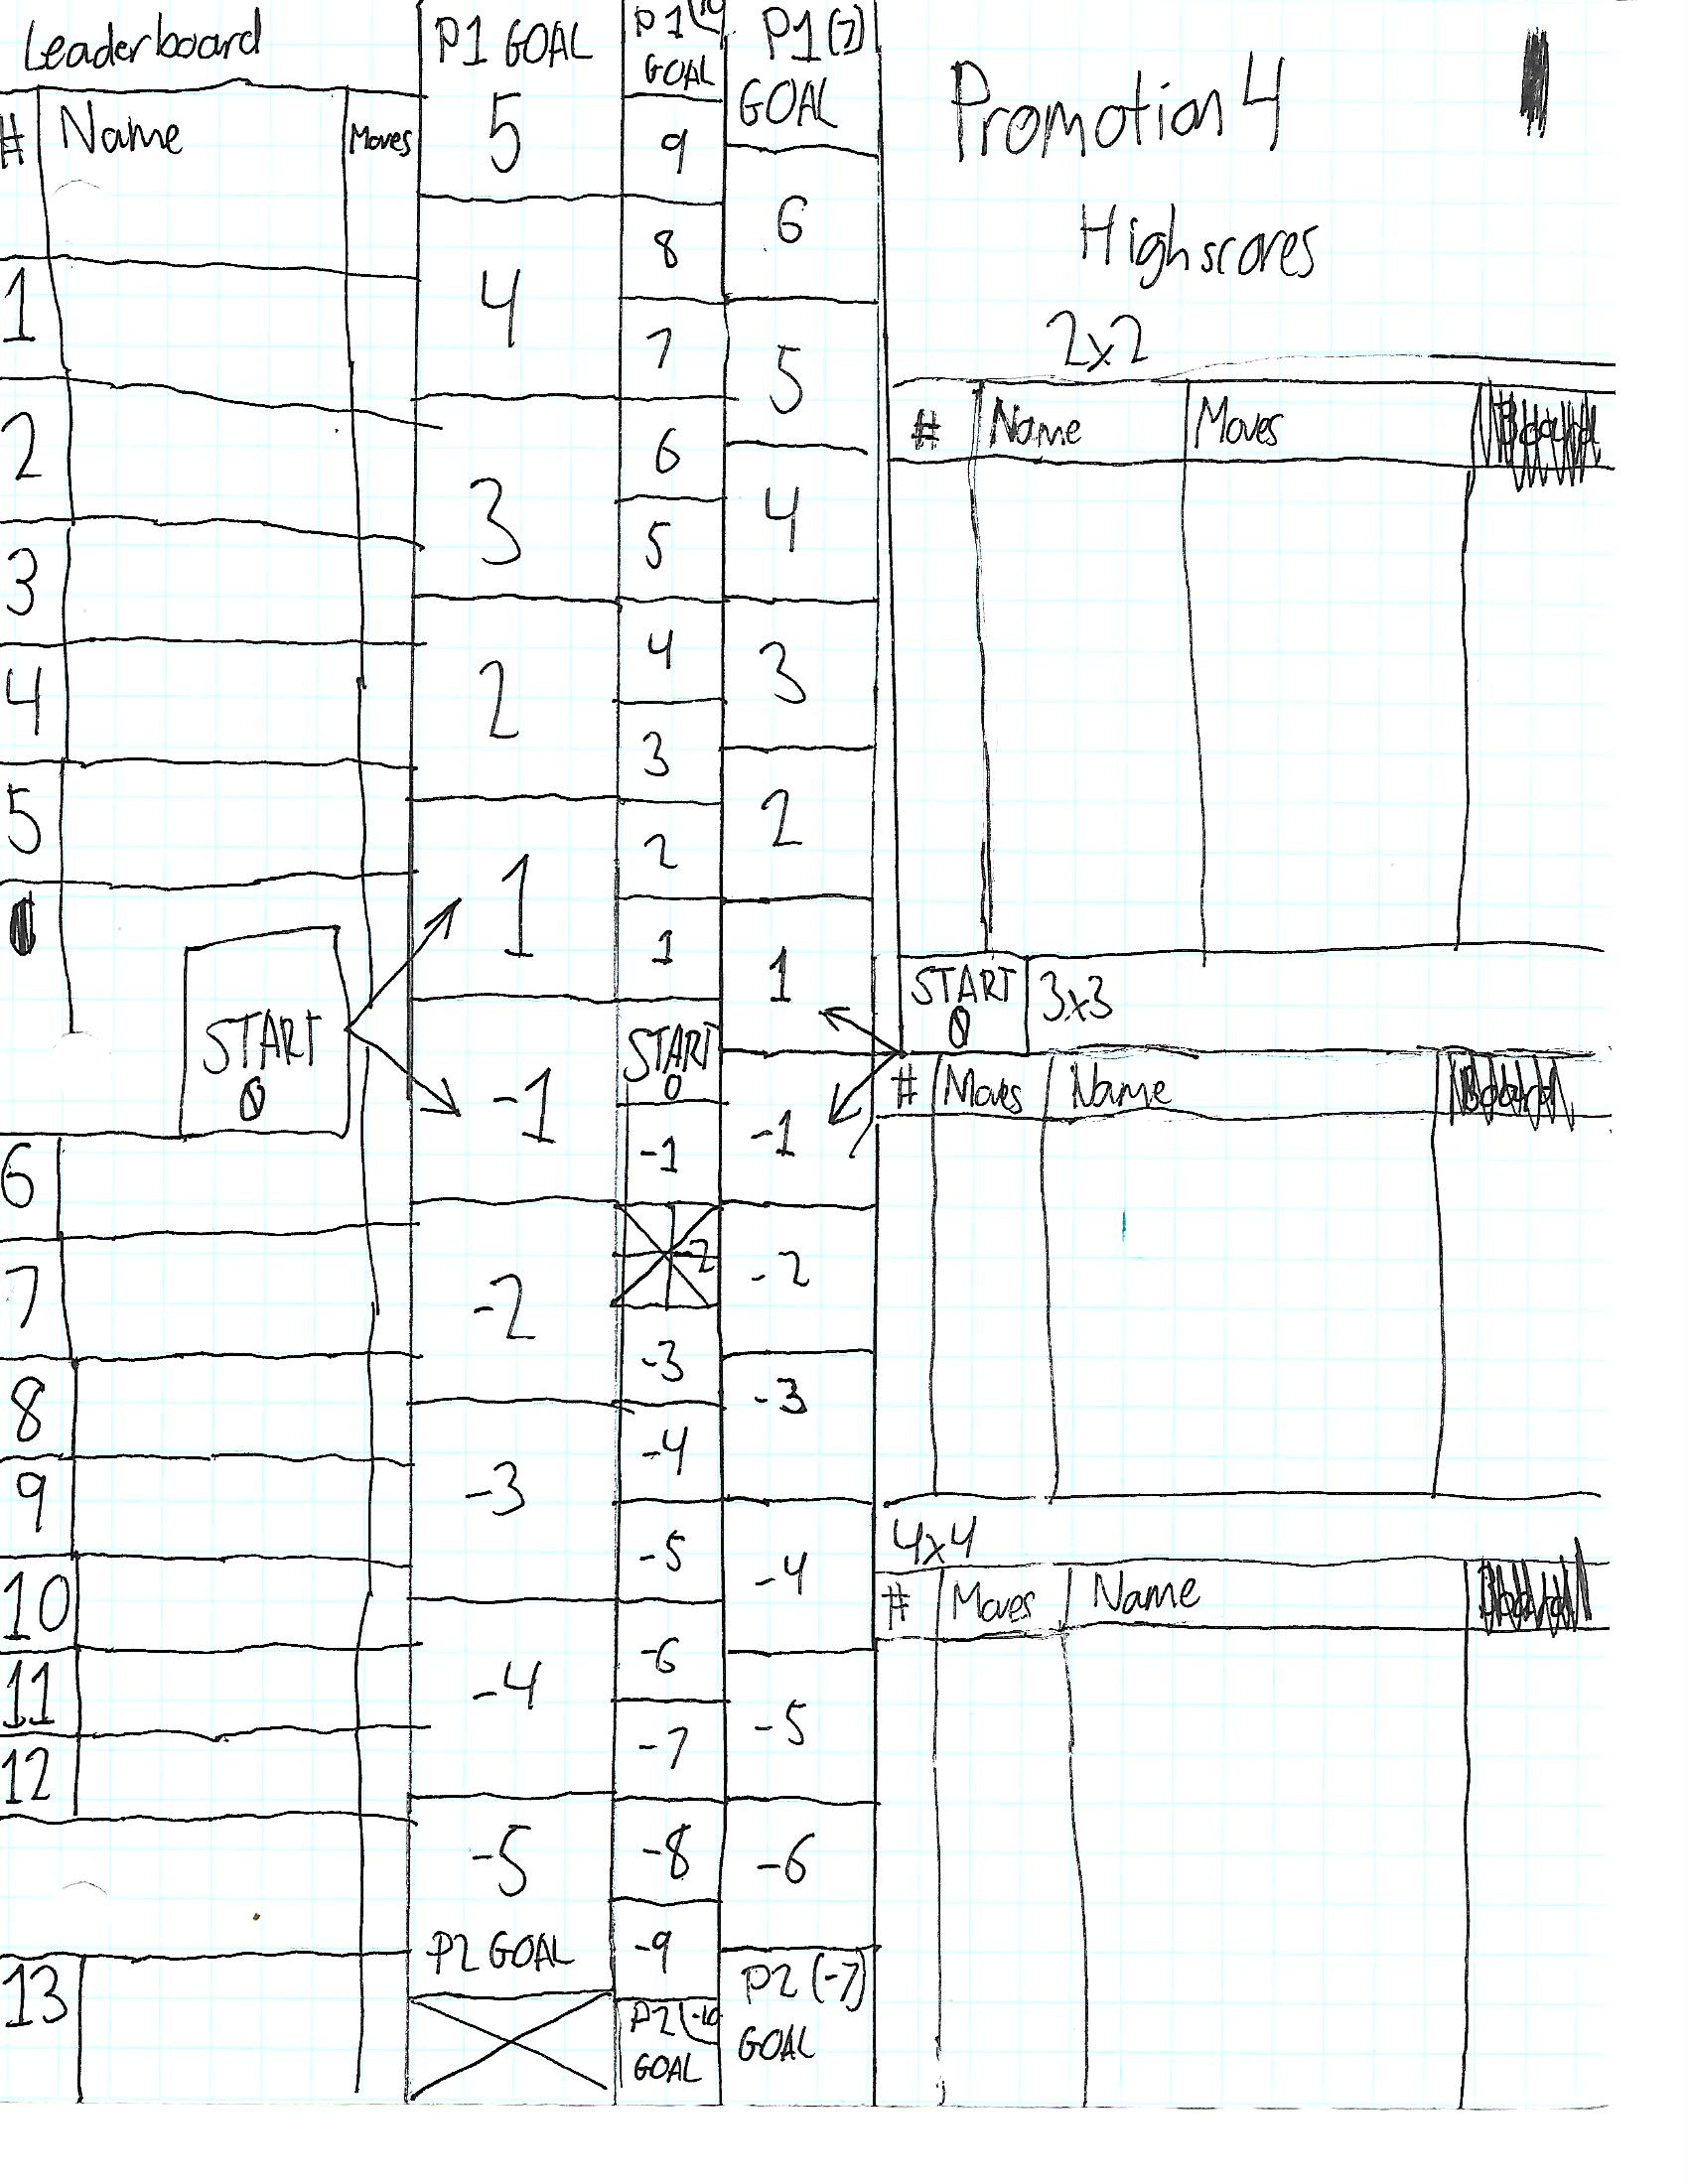 Leaderboard
# Name Moves
1
2
3
4
5
START
0
6
7
8
9
10
11
12
13
P1 GOAL
5
4
3
2
1
-1
-2
-3
-4
-5
P2 GOAL
P1(10)
GOAL
9
8
7
6
5
4
3
2
1
START
0
-1
-2
-3
-4
-5
-6
-7
-8
-9
P2(-10
GOAL
P1(7)
GOAL
6
5
4
3
2
1
-1
-2
-3
-4
-5
-6
P2(-7)
GOAL
Promotion 4
Highscores
2x2
# Name Moves
START
0
3x3
# Moves Name
4x4
# Moves Name